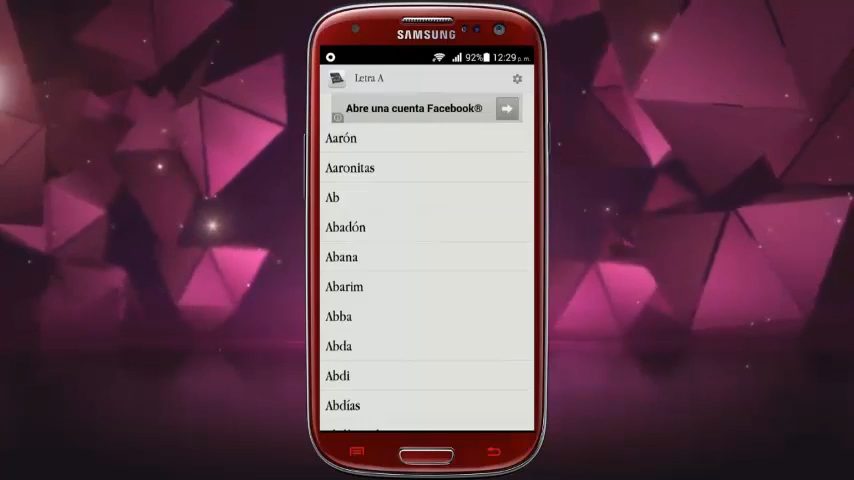 SAMSUNG
92% 12:29 p.m.
Letra A
Abre una cuenta Facebook®
Aarón
Aaronitas
Ab
Abadón
Abana
Abarim
Abba
Abda
Abdi
Abdías